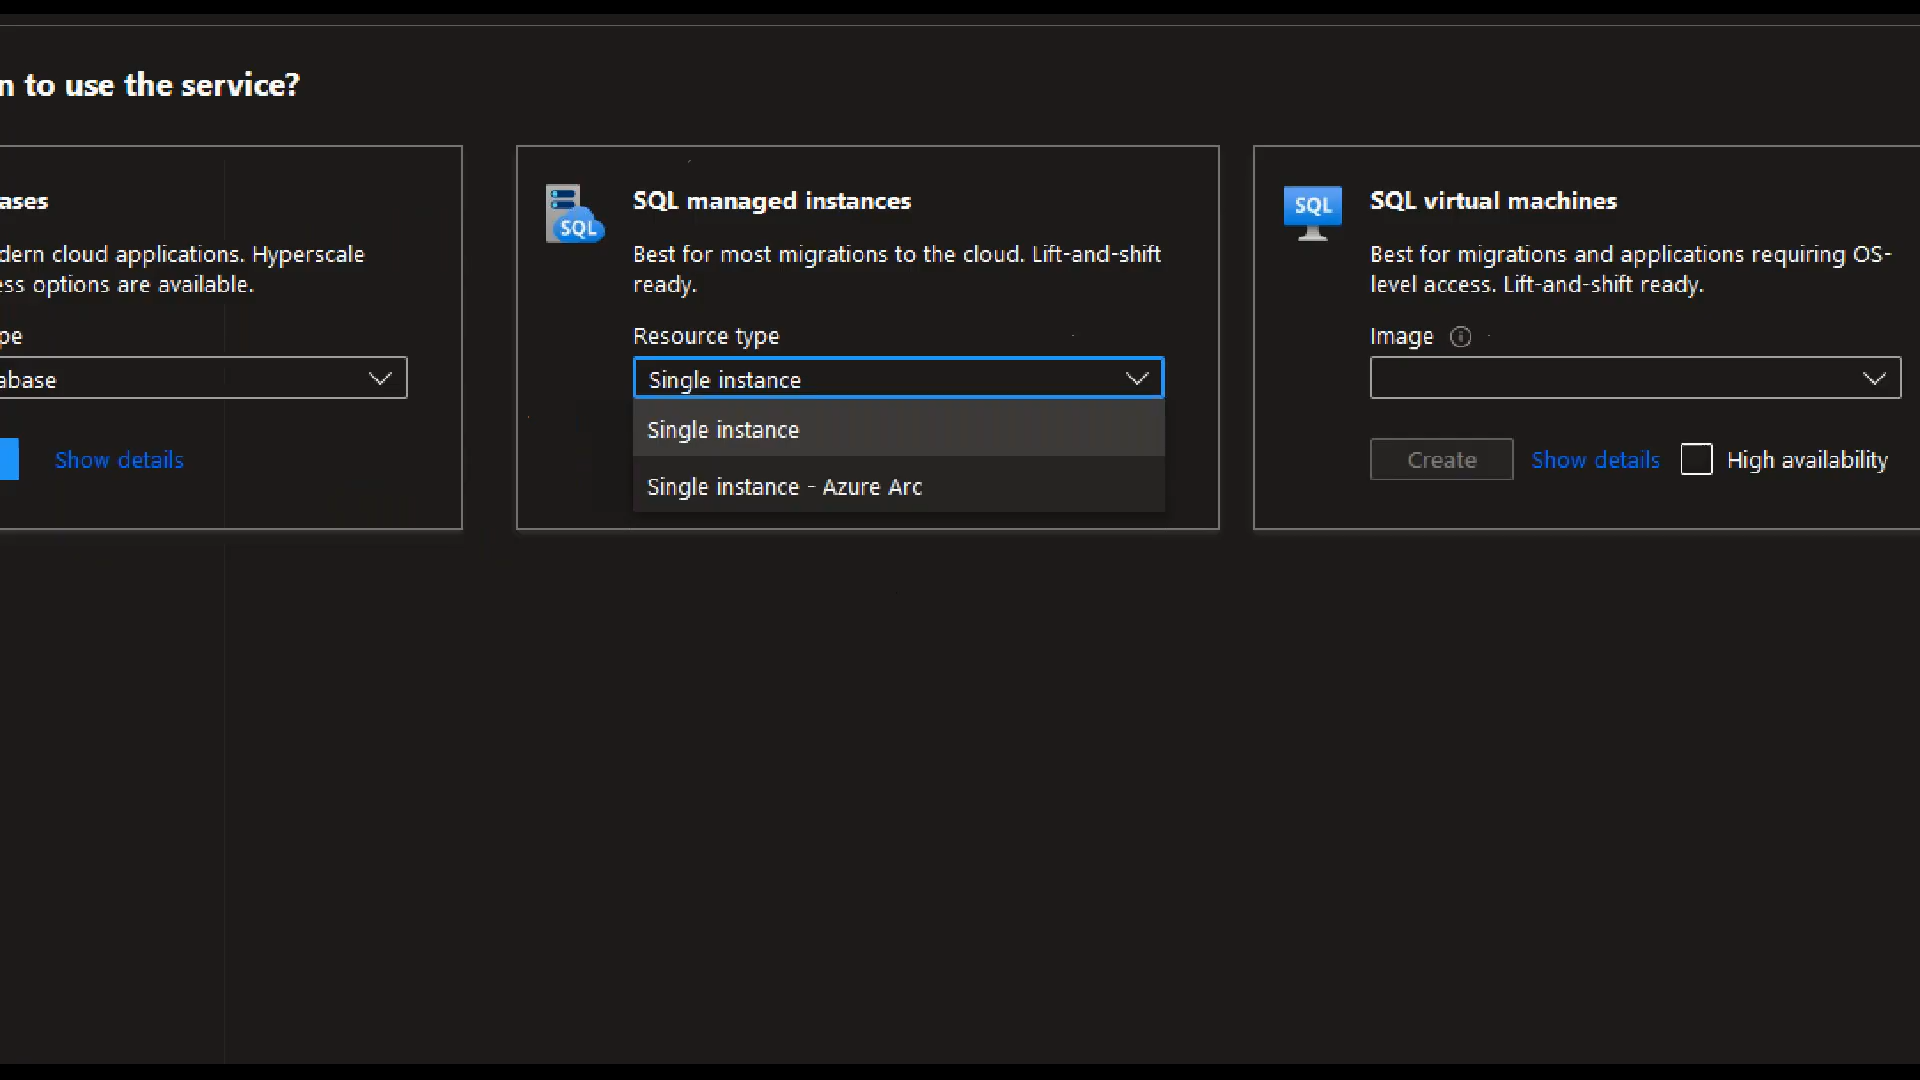 n to use the service?
ases
dern cloud applications. Hyperscale
ess options are available.
pe
abase
Show details
SQL
SQL managed instances
Best for most migrations to the cloud. Lift-and-shift
ready.
Resource type
Single instance
Single instance
Single instance - Azure Arc
SQL
SQL virtual machines
Best for migrations and applications requiring OS-
level access. Lift-and-shift ready.
Image
Create
Show details
High availability